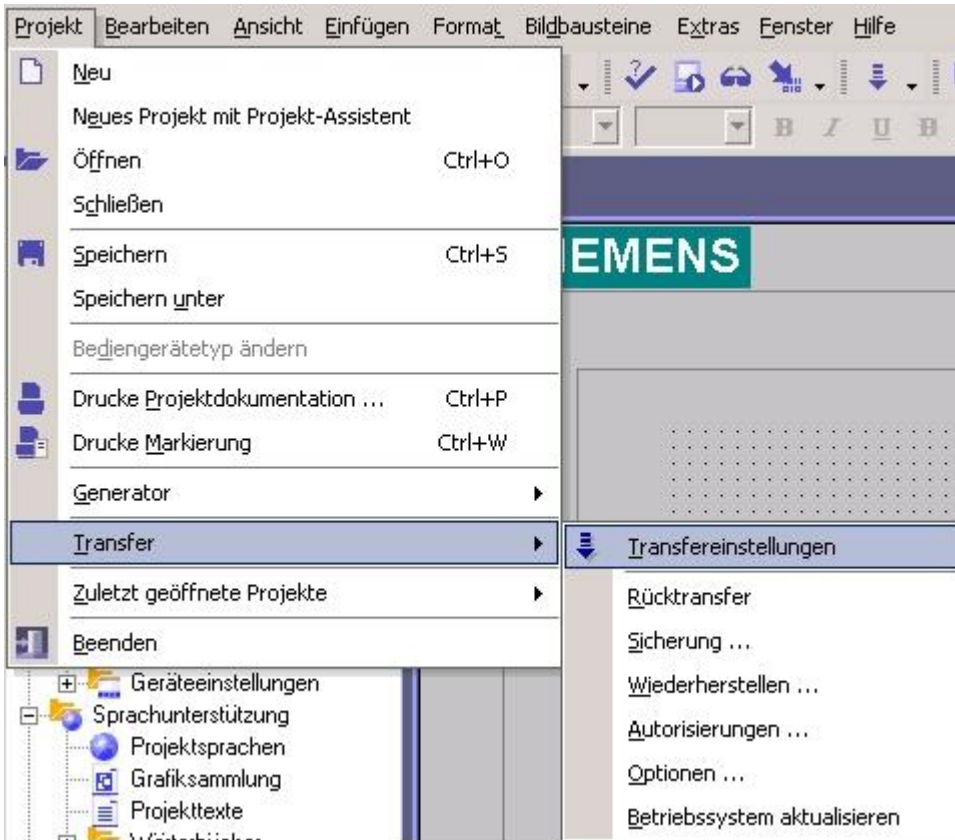 Projekt Bearbeiten Ansicht Einfügen Format Bildbausteine Extras Fenster Hilfe
Neu
Neues Projekt mit Projekt-Assistent
Öffnen Ctrl+O
Schließen
Speichern Ctrl+S
Speichern unter
Bediengerätetyp ändern
Drucke Projektdokumentation ... Ctrl+P
Drucke Markierung Ctrl+W
Generator
Transfer
Zuletzt geöffnete Projekte
Beenden
B I U B
IEMENS
Transfereinstellungen
Rücktransfer
Sicherung ...
Wiederherstellen ...
Autorisierungen ...
Optionen ...
Betriebssystem aktualisieren
Geräteeinstellungen
Sprachunterstützung
Projektsprachen
Grafiksammlung
Projekttexte